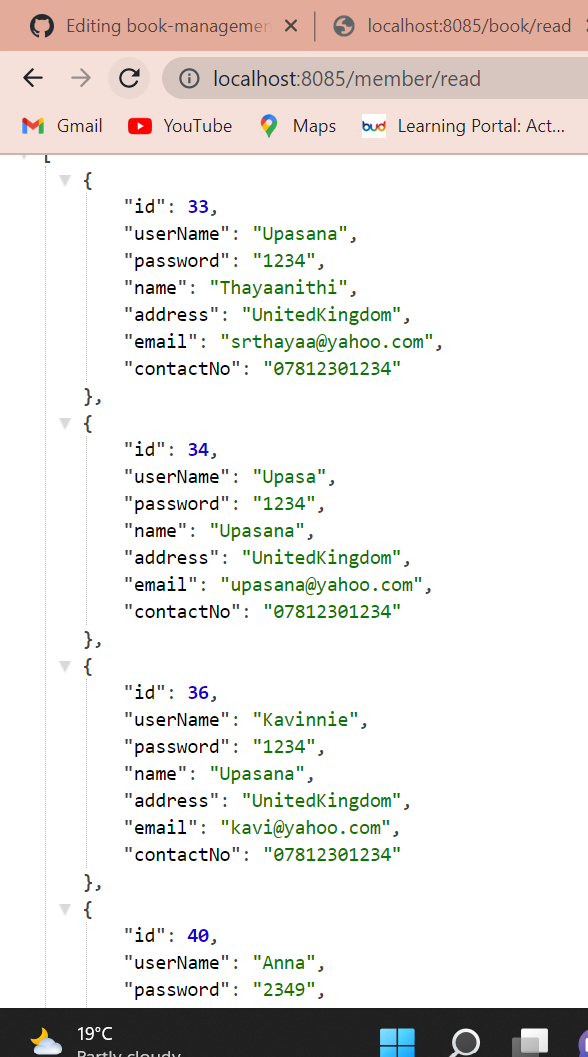 Editing book-managemen
localhost:8085/book/read
localhost:8085/member/read
Gmail
YouTube
Maps
bud
Learning Portal: Act...
[
{
"id": 33,
"userName": "Upasana",
"password": "1234",
"name": "Thayaanithi",
"address": "UnitedKingdom",
"email": "srthayaa@yahoo.com",
"contactNo": "07812301234"
},
{
"id": 34,
"userName": "Upasa",
"password": "1234",
"name": "Upasana",
"address": "UnitedKingdom",
"email": "upasana@yahoo.com",
"contactNo": "07812301234"
},
{
"id": 36,
"userName": "Kavinnie",
"password": "1234",
"name": "Upasana",
"address": "UnitedKingdom",
"email": "kavi@yahoo.com",
"contactNo": "07812301234"
},
{
"id": 40,
"userName": "Anna",
"password": "2349",
19°C
Partly cloudy